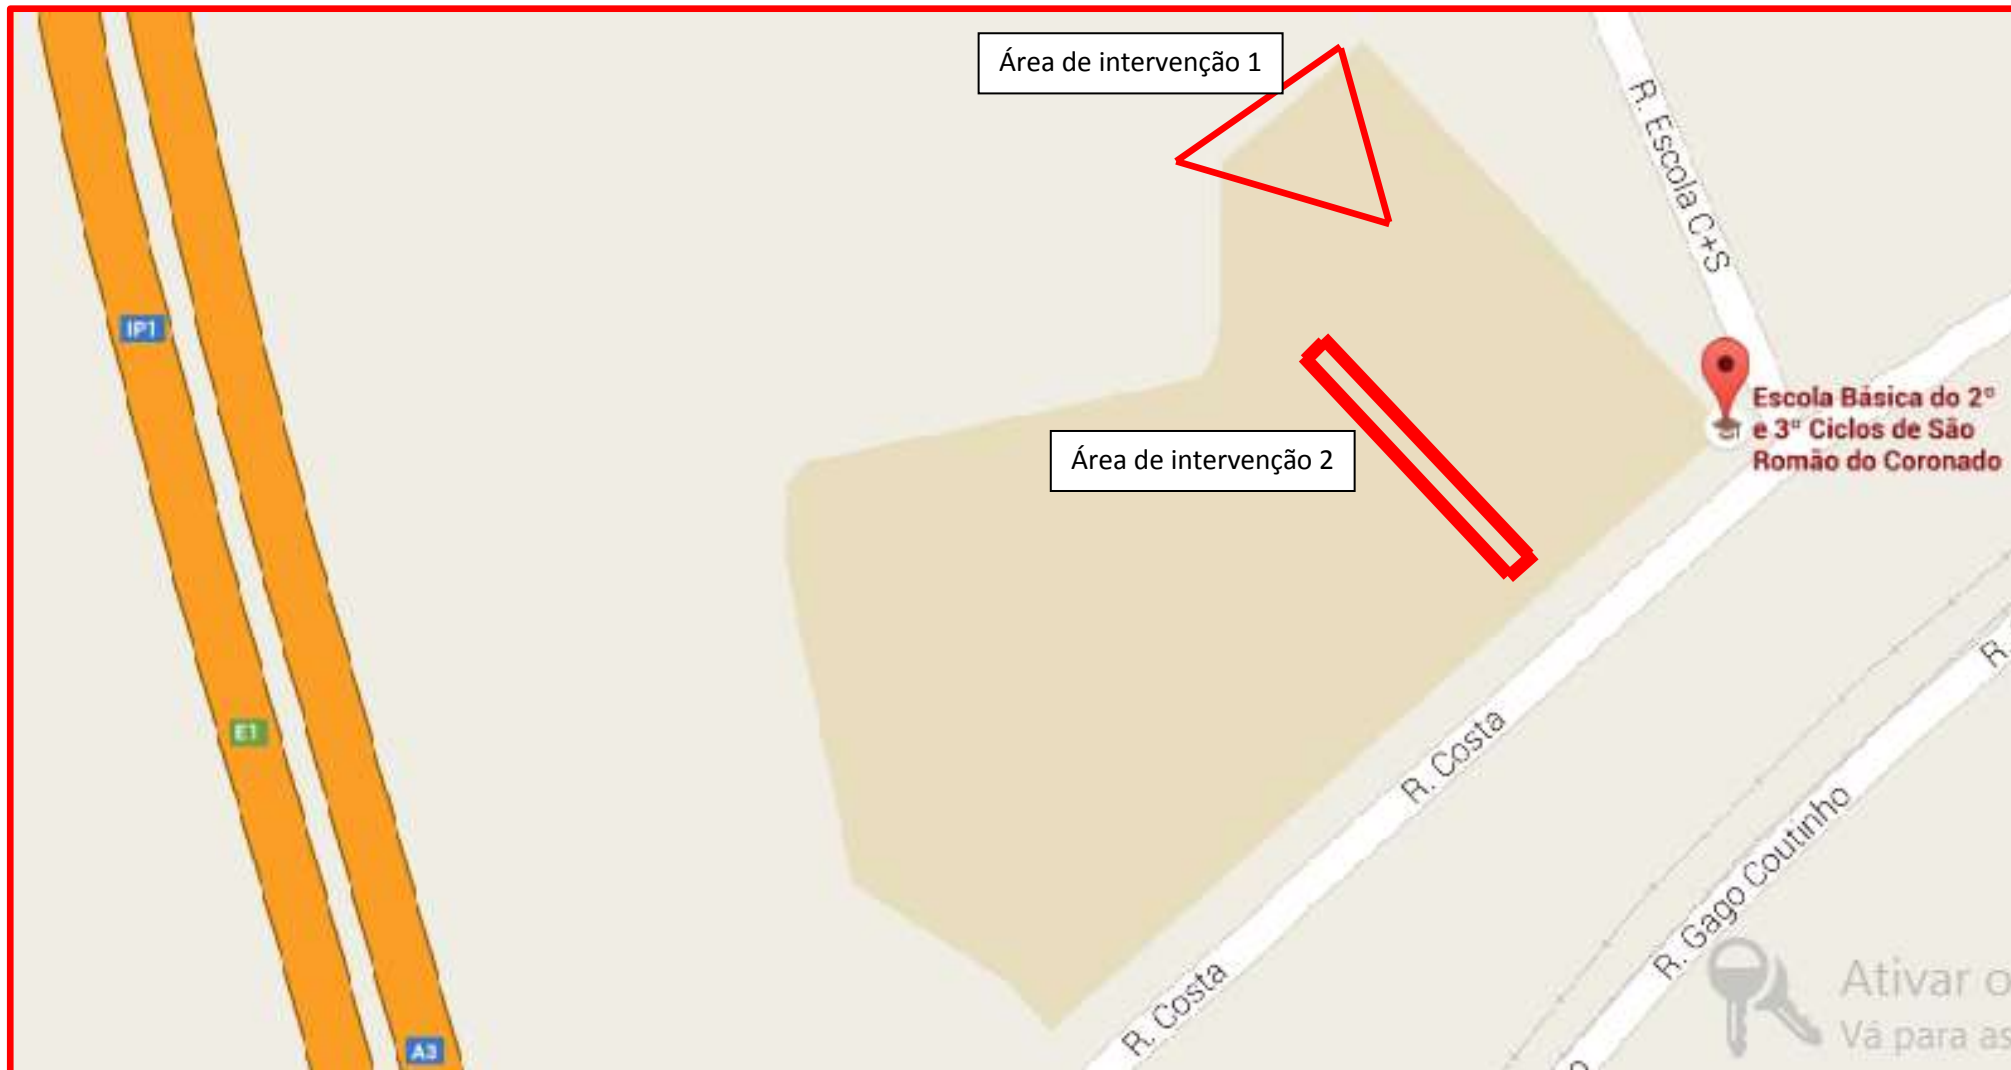 Área de intervenção 1
R. Escola C+S
IP1
Escola Básica do 2º
e 3º Ciclos de São
Romão do Coronado
Área de intervenção 2
R.
E1
R. Costa
R. Gago Coutinho
R. Costa
Ativar o
Vá para as
A3